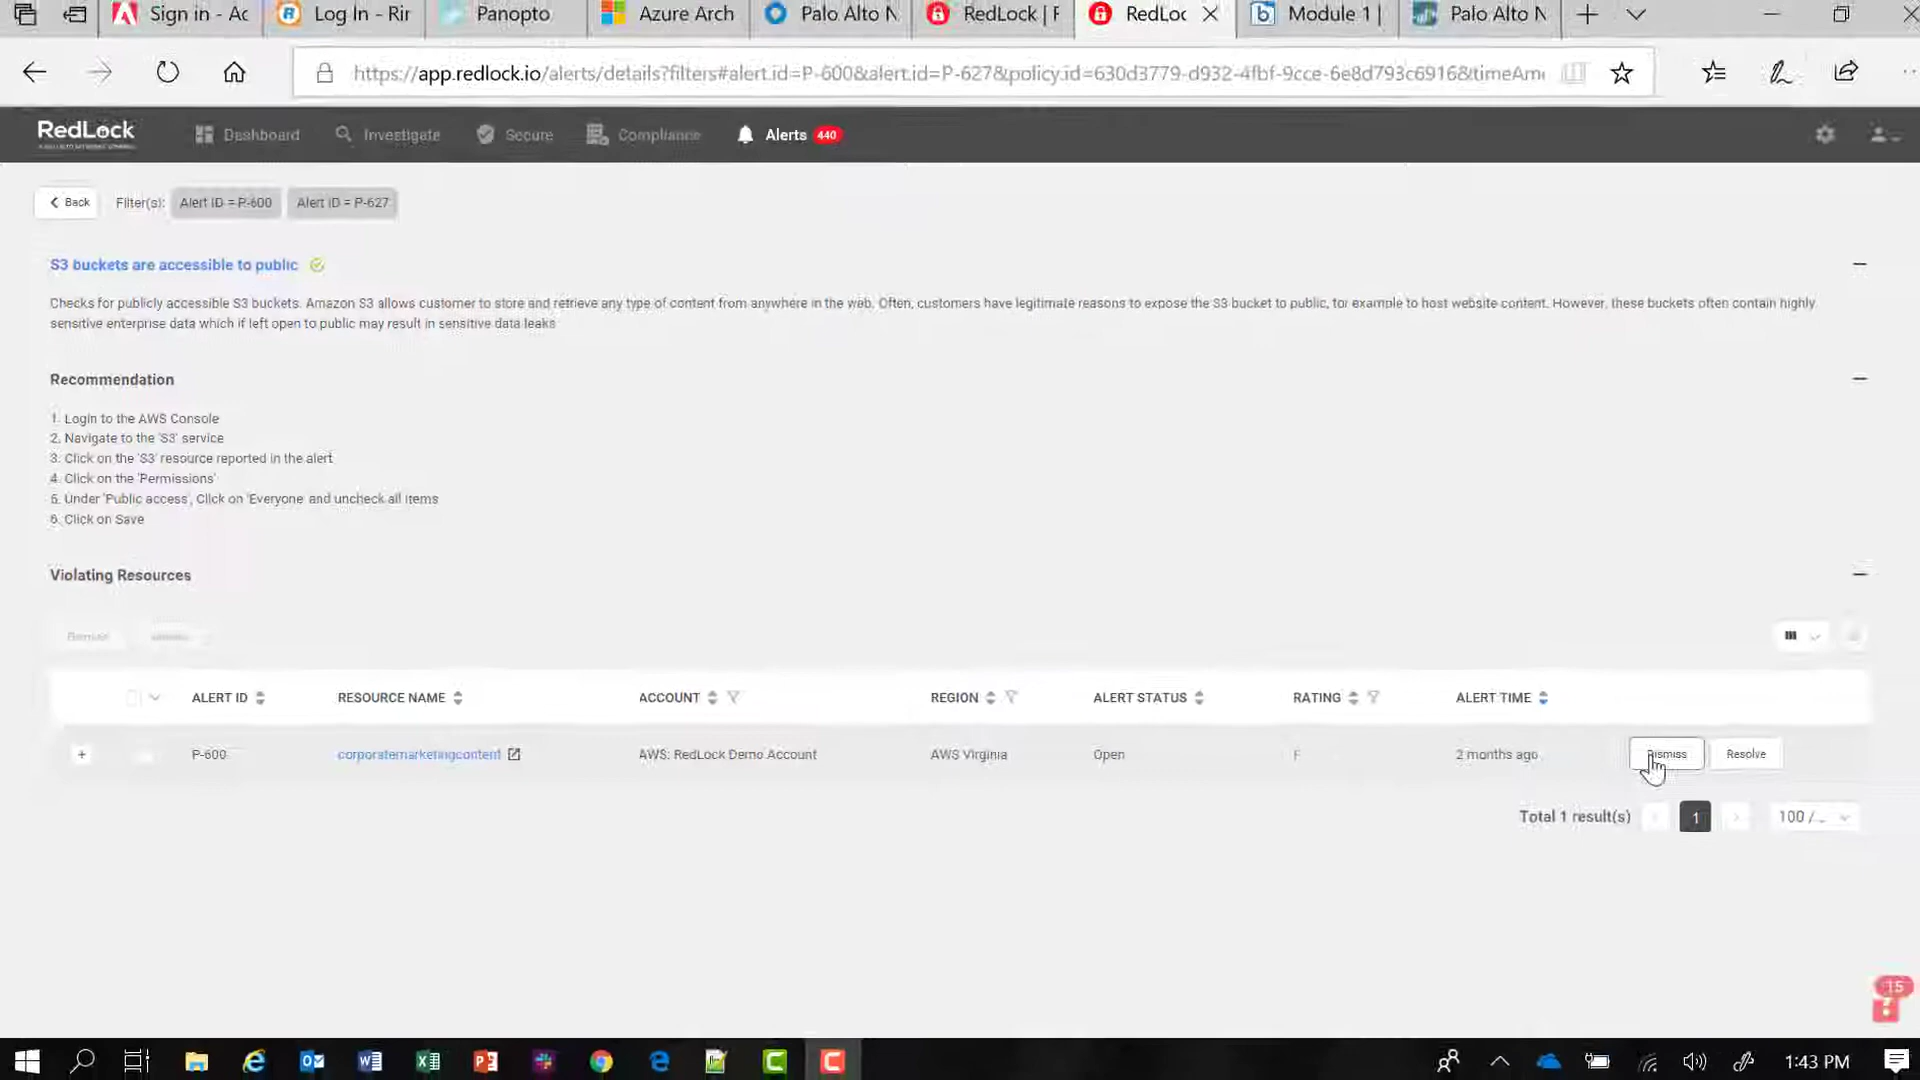 Sign in - Ac
Log In - Rir
Panopto
Azure Arch
Palo Alto N
RedLock | F
RedLoc
Module 1 |
Palo Alto N
https://app.redlock.io/alerts/details?filters#alert.id=P-600&alert.id=P-627&policy.id=630d3779-d932-4fbf-9cce-6e8d793c6916&timeAm
RedLock
Dashboard
Investigate
Secure
Compliance
Alerts 440
Back
Filter(s):
Alert ID = P-600
Alert ID = P-627
S3 buckets are accessible to public
Checks for publicly accessible S3 buckets. Amazon S3 allows customer to store and retrieve any type of content from anywhere in the web. Often, customers have legitimate reasons to expose the S3 bucket to public, for example to host website content. However, these buckets often contain highly
sensitive enterprise data which if left open to public may result in sensitive data leaks
Recommendation
1. Login to the AWS Console
2. Navigate to the 'S3' service
3. Click on the 'S3' resource reported in the alert
4. Click on the 'Permissions'
5. Under 'Public access', Click on 'Everyone' and uncheck all items
6. Click on Save
Violating Resources
Dismiss
ALERT ID
RESOURCE NAME
ACCOUNT
REGION
ALERT STATUS
RATING
ALERT TIME
+
P-600
corporatemarketingcontent
AWS: RedLock Demo Account
AWS Virginia
Open
F
2 months ago
Dismiss
Resolve
Total 1 result(s)
1
100 /...
15
1:43 PM